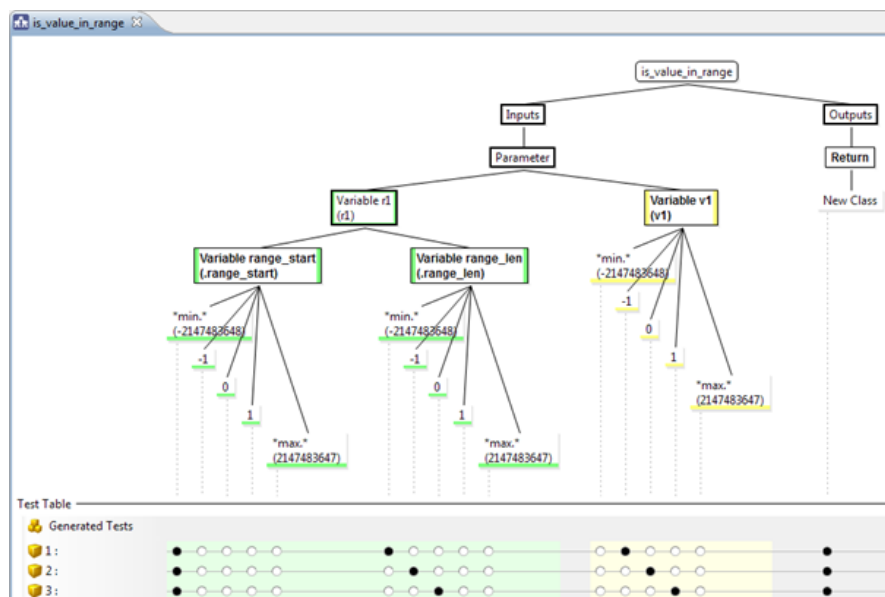 is_value_in_range
is_value_in_range
Inputs
Outputs
Parameter
Return
Variable r1
(r1)
Variable v1
(v1)
New Class
Variable range_start
(.range_start)
Variable range_len
(.range_len)
"min."
(-2147483648)
-1
0
1
"max."
(2147483647)
"min."
(-2147483648)
-1
0
1
"max."
(2147483647)
"min."
(-2147483648)
-1
0
1
"max."
(2147483647)
Test Table
Generated Tests
1 :
2 :
3 :